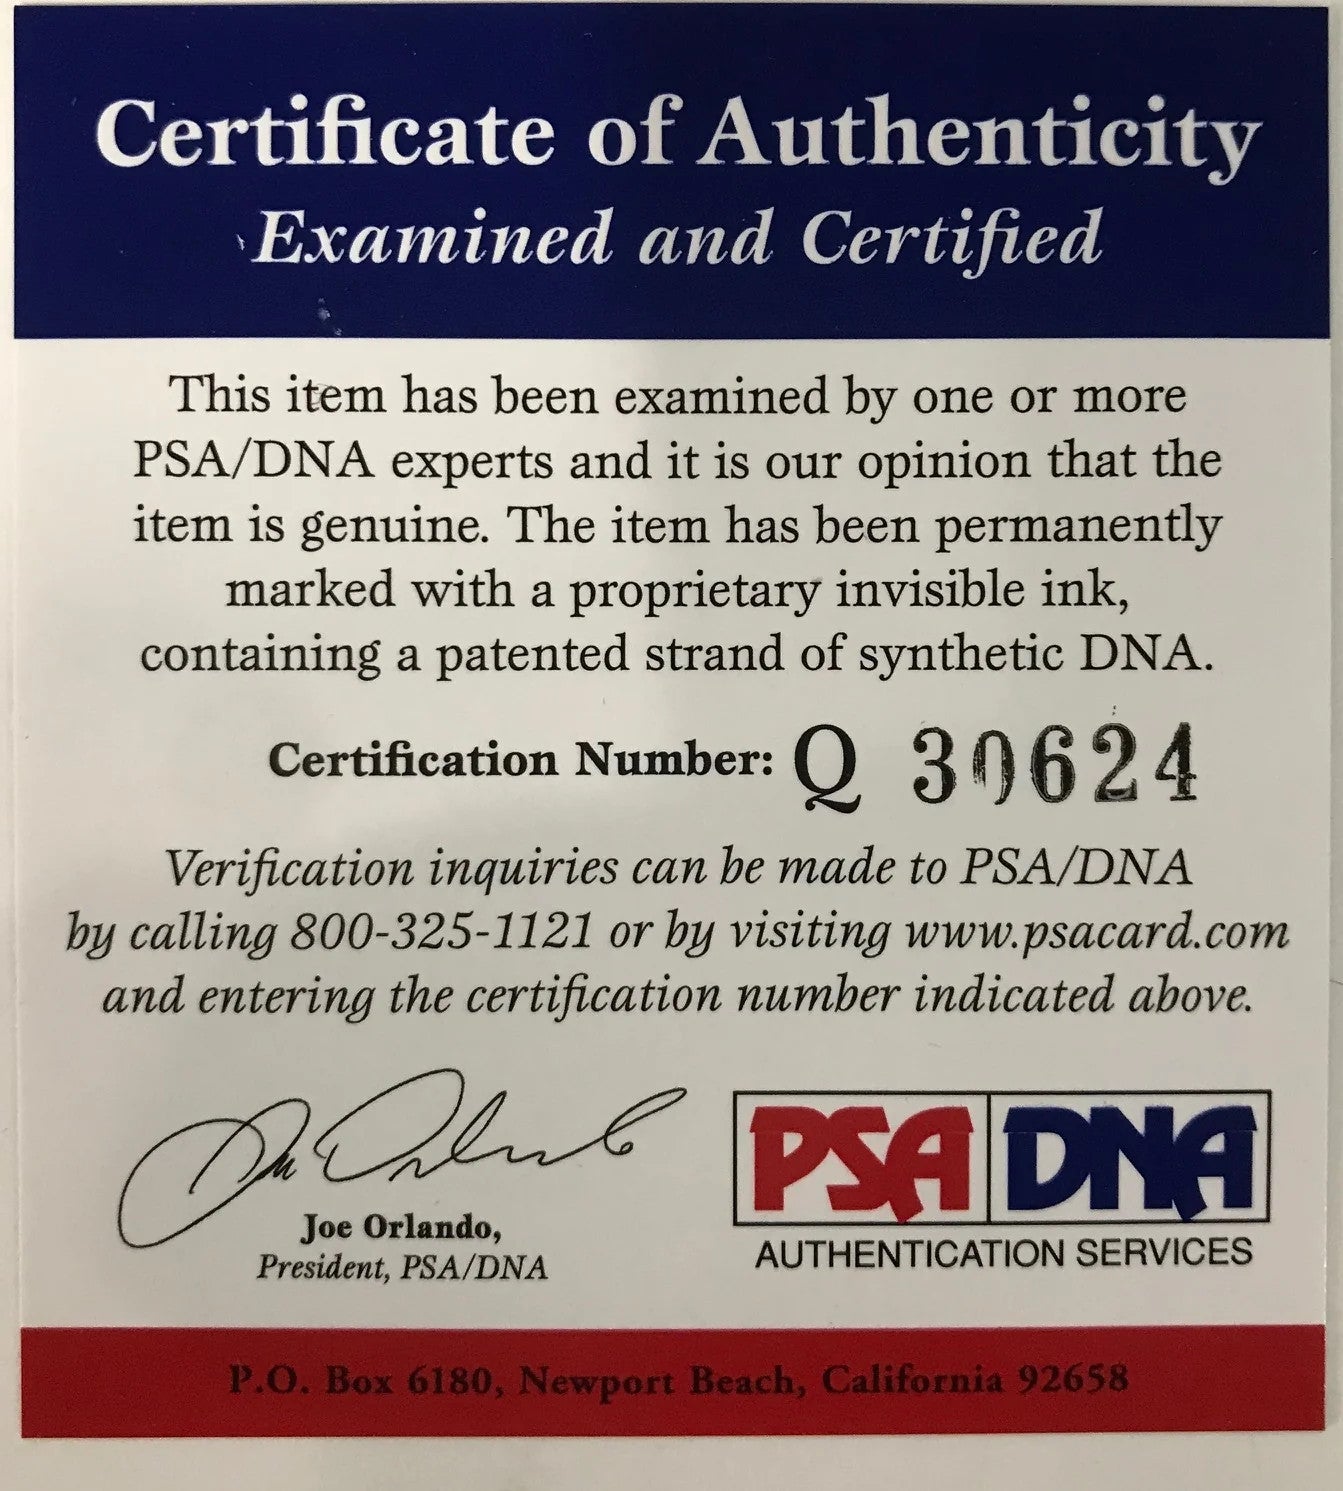 Certificate of Authenticity
Examined and Certified
This item has been examined by one or more
PSA/DNA experts and it is our opinion that the
item is genuine. The item has been permanently
marked with a proprietary invisible ink,
containing a patented strand of synthetic DNA.
Certification Number: Q 30624
Verification inquiries can be made to PSA/DNA
by calling 800-325-1121 or by visiting www.psacard.com
and entering the certification number indicated above.
Joe Orlando,
President, PSA/DNA
PSA DNA
AUTHENTICATION SERVICES
P.O. Box 6180, Newport Beach, California 92658